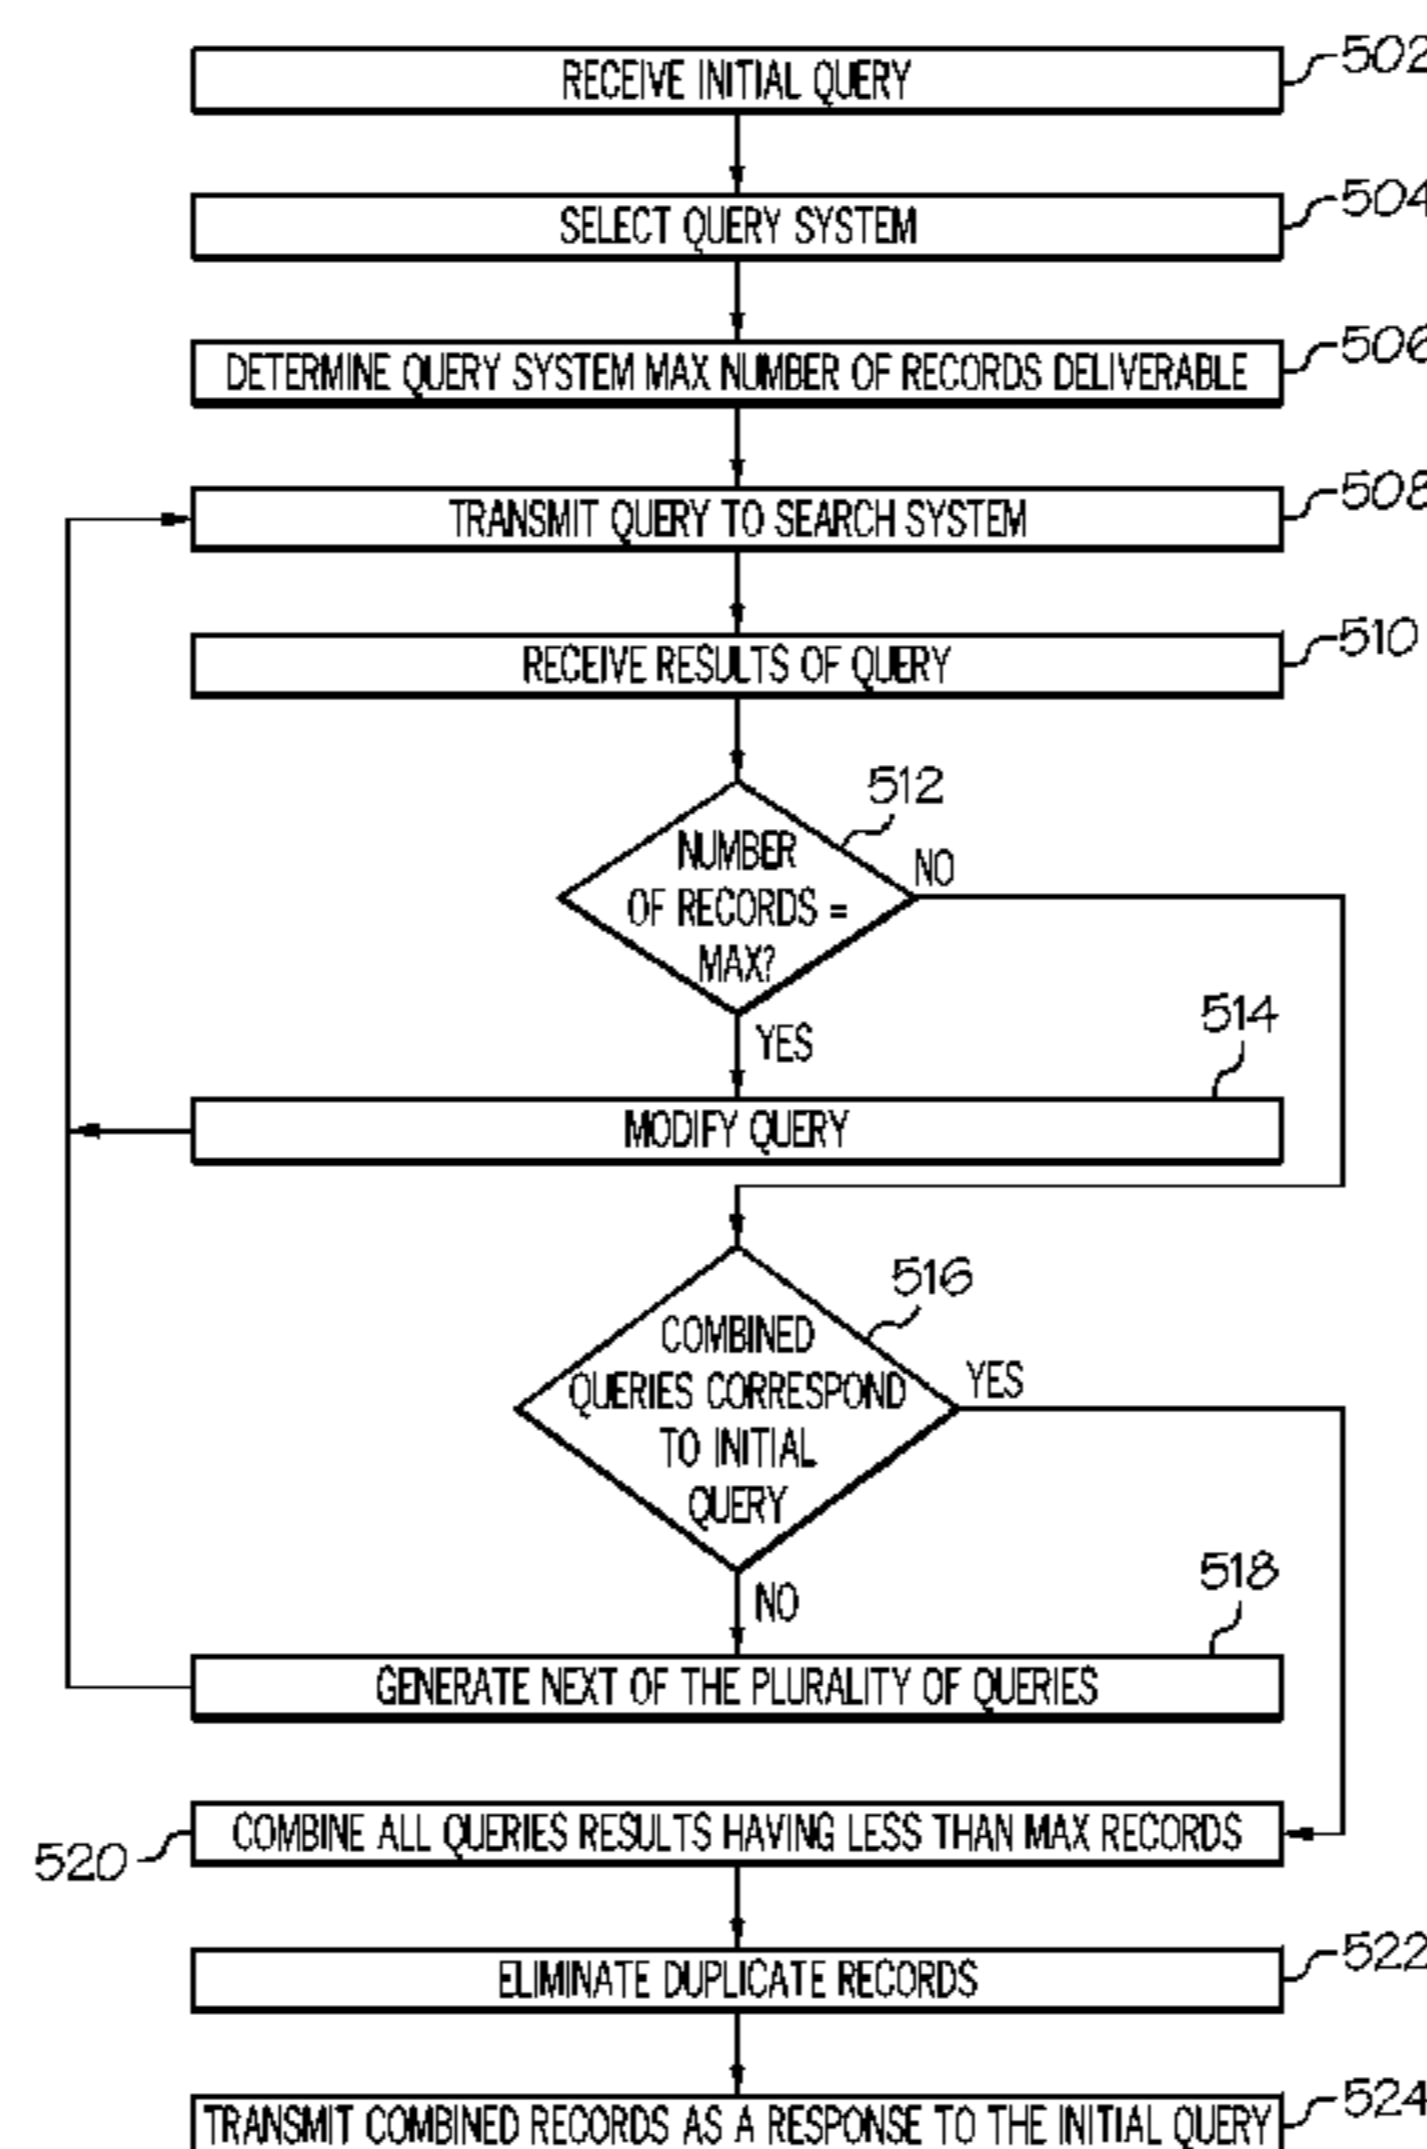 RECEIVE INITIAL QUERY
502
SELECT QUERY SYSTEM
504
DETERMINE QUERY SYSTEM MAX NUMBER OF RECORDS DELIVERABLE
506
TRANSMIT QUERY TO SEARCH SYSTEM
508
RECEIVE RESULTS OF QUERY
510
512
NUMBER
OF RECORDS =
MAX?
NO
YES
514
MODIFY QUERY
516
COMBINED
QUERIES CORRESPOND
TO INITIAL
QUERY
YES
NO
518
GENERATE NEXT OF THE PLURALITY OF QUERIES
COMBINE ALL QUERIES RESULTS HAVING LESS THAN MAX RECORDS
520
ELIMINATE DUPLICATE RECORDS
522
TRANSMIT COMBINED RECORDS AS A RESPONSE TO THE INITIAL QUERY
524